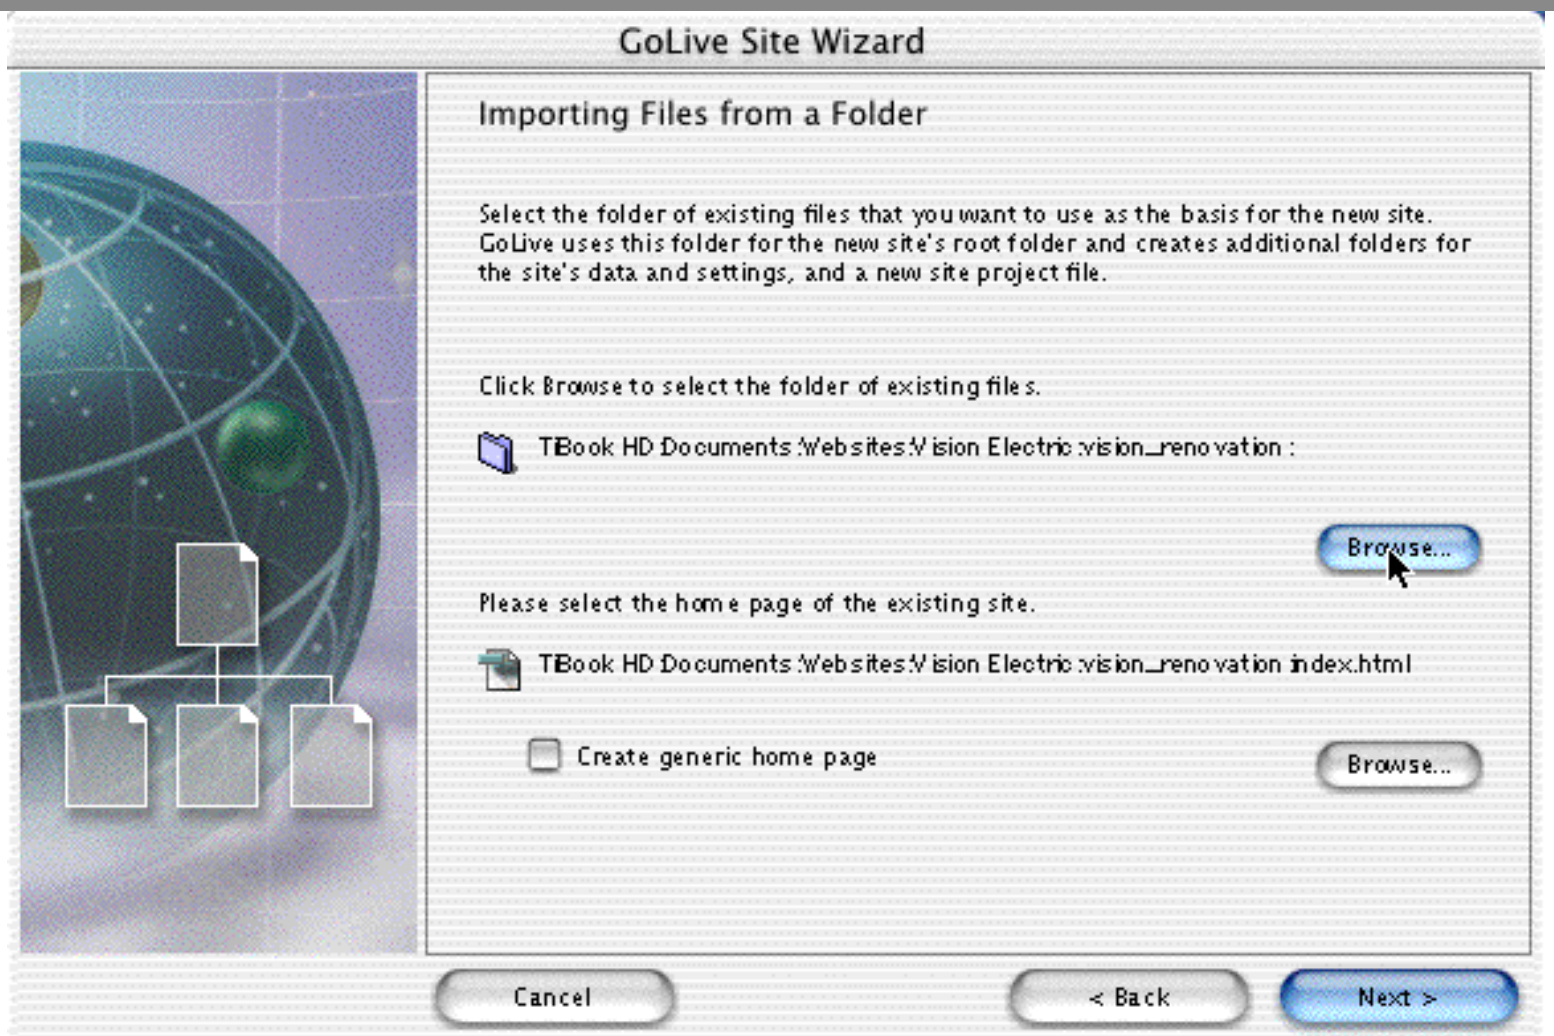 GoLive Site Wizard
Importing Files from a Folder
Select the folder of existing files that you want to use as the basis for the new site.
GoLive uses this folder for the new site's root folder and creates additional folders for
the site's data and settings, and a new site project file.
Click Browse to select the folder of existing files.
TiBook HD:Documents:Websites:Vision Electric:vision_renovation:
Browse...
Please select the home page of the existing site.
TiBook HD:Documents:Websites:Vision Electric:vision_renovation:index.html
Create generic home page
Browse...
Cancel
< Back
Next >